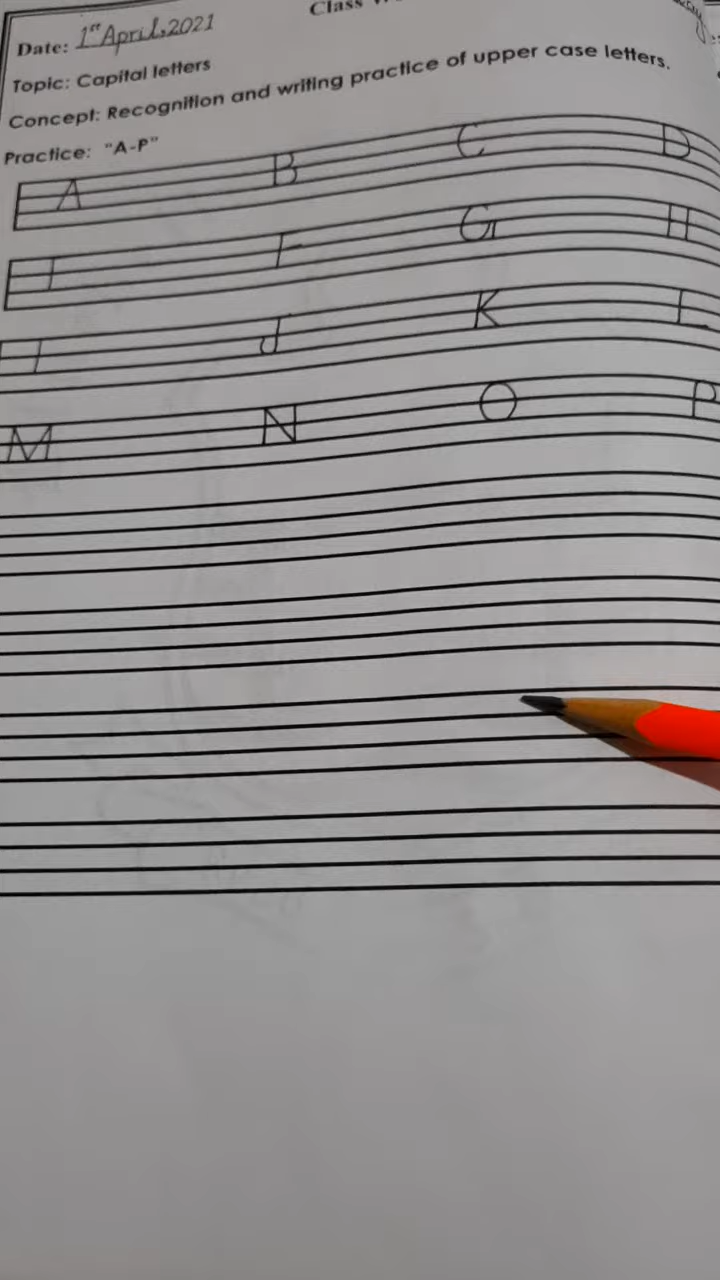 Class
Date: 1st April, 2021
Topic: Capital letters
Concept: Recognition and writing practice of upper case letters.
Practice: "A-P"
A B C D
E F G H
I J K L
M N O P